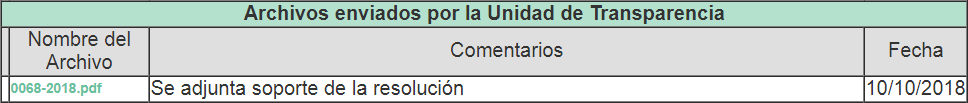 Archivos enviados por la Unidad de Transparencia
Nombre del
Archivo
Comentarios
Fecha
0068-2018.pdf
Se adjunta soporte de la resolución
10/10/2018